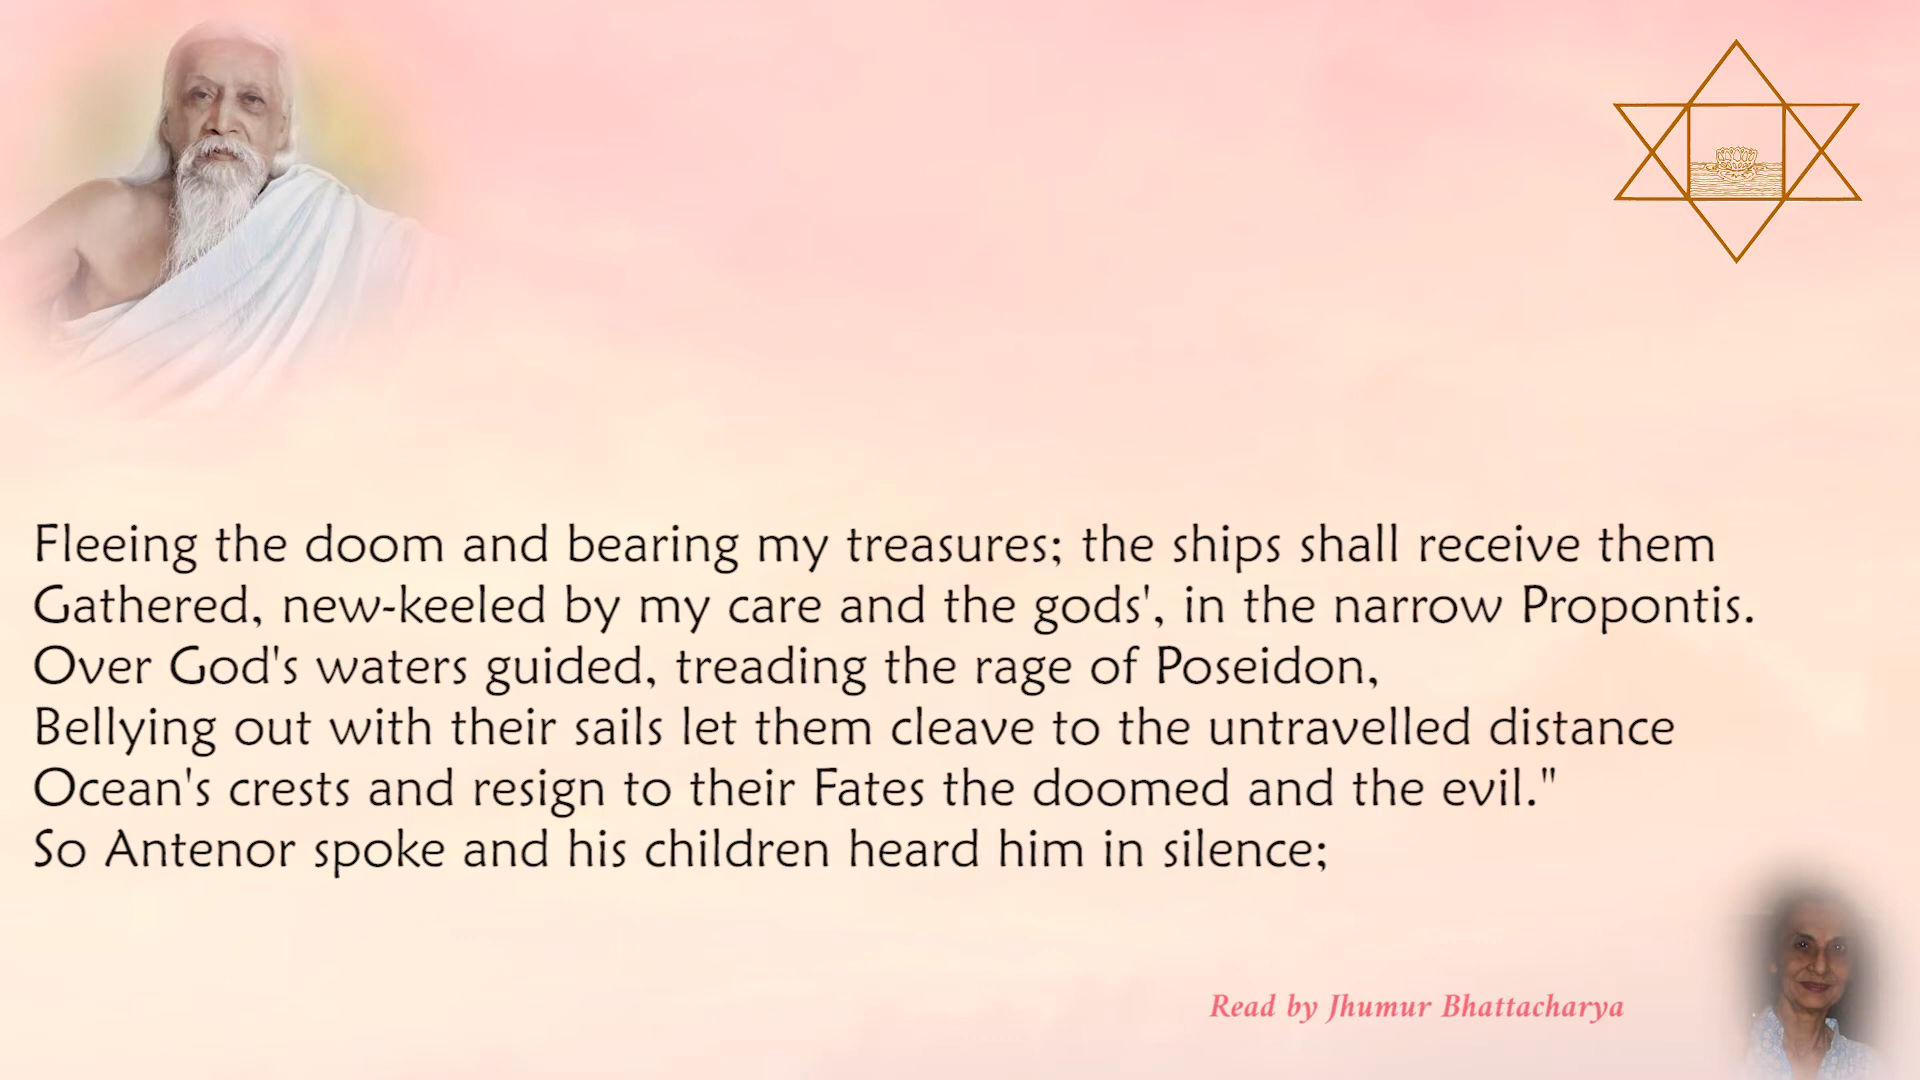 Fleeing the doom and bearing my treasures; the ships shall receive them
Gathered, new-keeled by my care and the gods', in the narrow Propontis.
Over God's waters guided, treading the rage of Poseidon,
Bellying out with their sails let them cleave to the untravelled distance
Ocean's crests and resign to their Fates the doomed and the evil."
So Antenor spoke and his children heard him in silence;
Read by Jhumur Bhattacharya